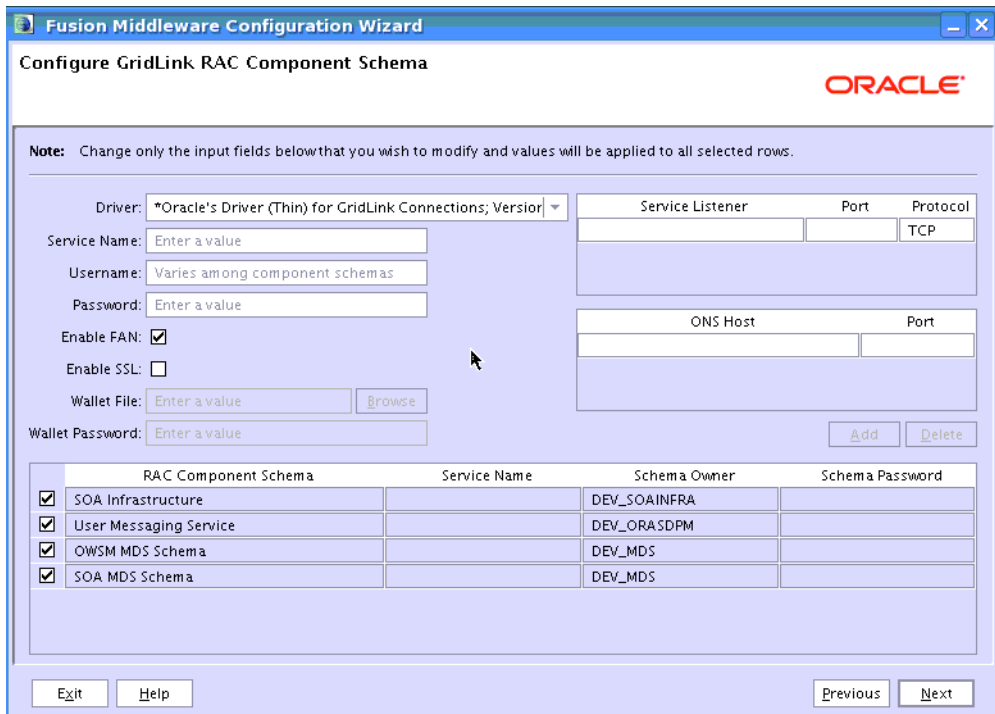 Fusion Middleware Configuration Wizard
Configure GridLink RAC Component Schema
ORACLE
Note: Change only the input fields below that you wish to modify and values will be applied to all selected rows.
Driver: *Oracle's Driver (Thin) for GridLink Connections; Version
Service Name: Enter a value
Username: Varies among component schemas
Password: Enter a value
Enable FAN:
Enable SSL:
Wallet File: Enter a value Browse
Wallet Password: Enter a value
Service Listener Port Protocol
TCP
ONS Host Port
Add Delete
RAC Component Schema Service Name Schema Owner Schema Password
SOA Infrastructure DEV_SOAINFRA
User Messaging Service DEV_ORASDPM
OWSM MDS Schema DEV_MDS
SOA MDS Schema DEV_MDS
Exit Help Previous Next